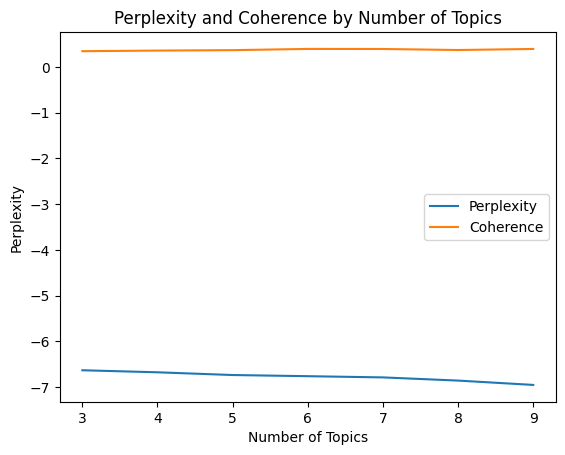 Perplexity and Coherence by Number of Topics
0
−1
−2
−3
−4
−5
−6
−7
Perplexity
Perplexity
Coherence
3 4 5 6 7 8 9
Number of Topics